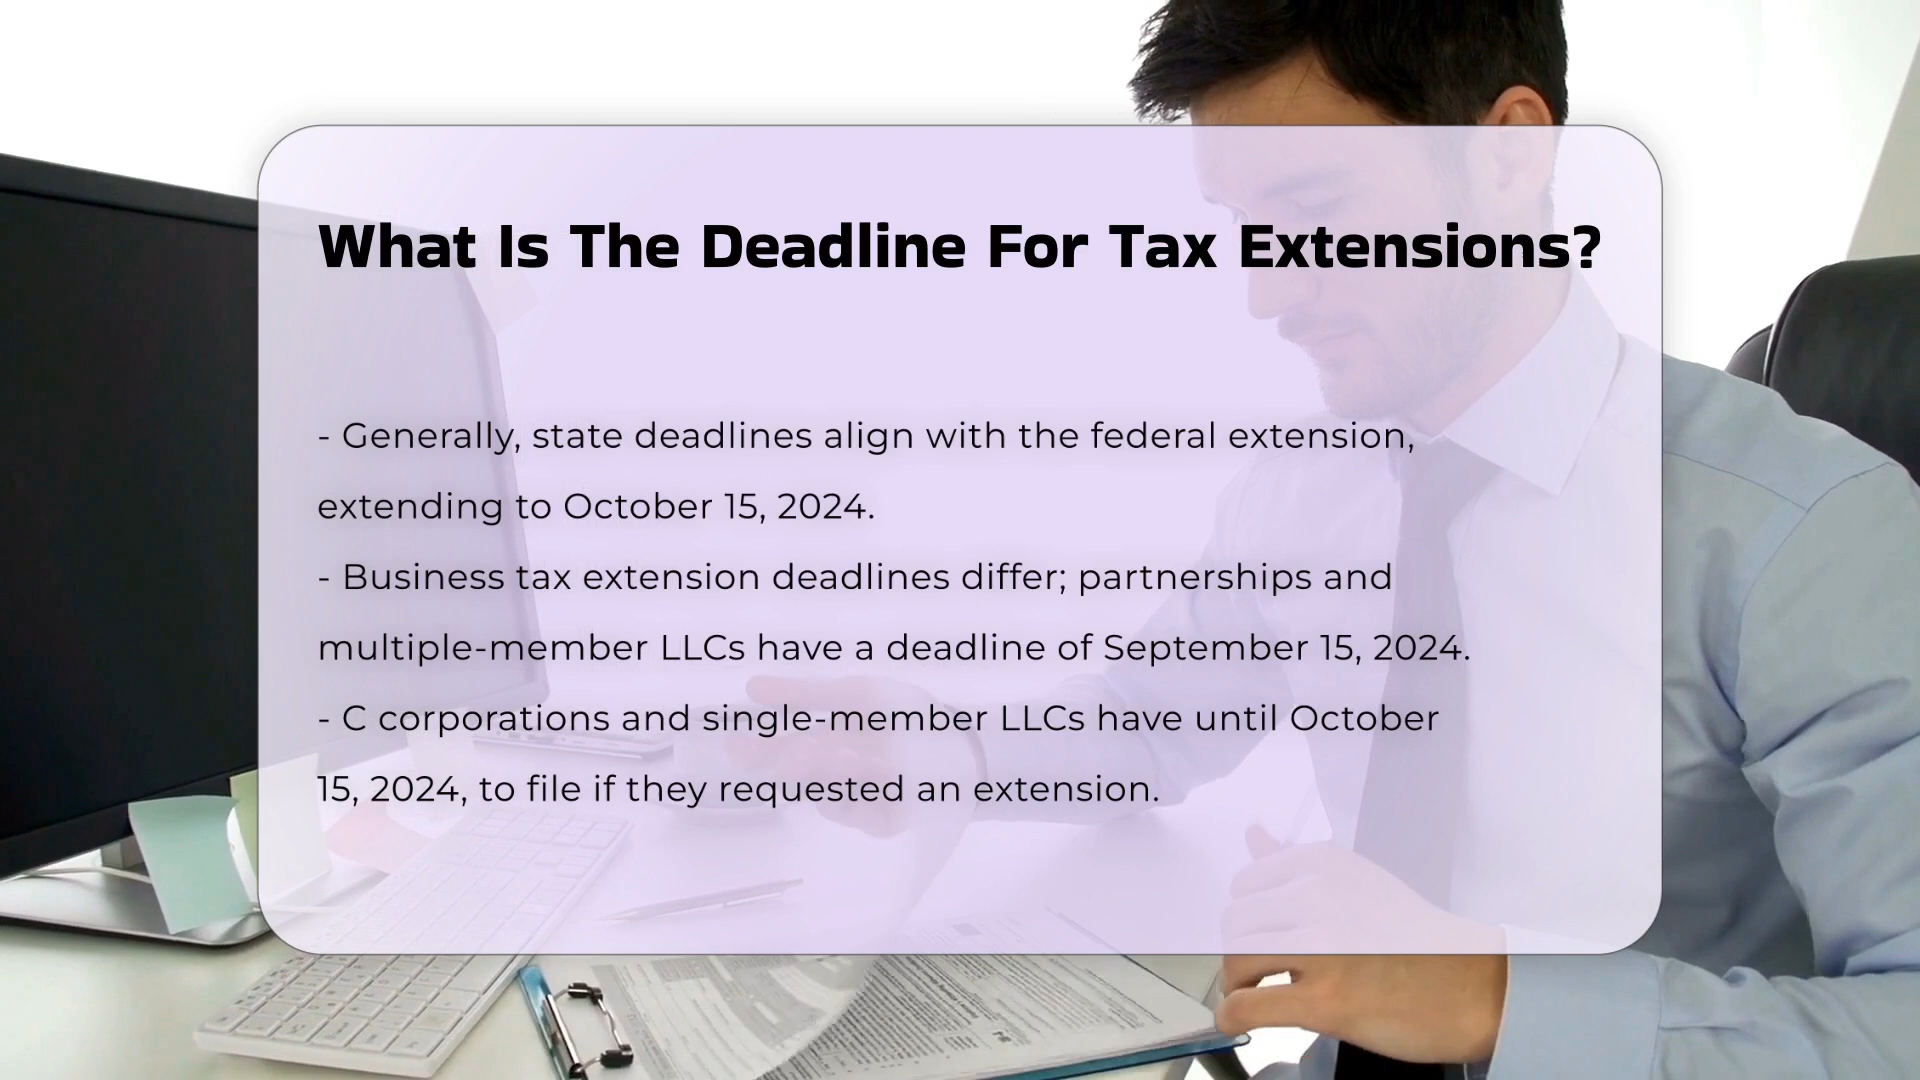 What Is The Deadline For Tax Extensions?
- Generally, state deadlines align with the federal extension,
extending to October 15, 2024.
- Business tax extension deadlines differ; partnerships and
multiple-member LLCs have a deadline of September 15, 2024.
- C corporations and single-member LLCs have until October
15, 2024, to file if they requested an extension.